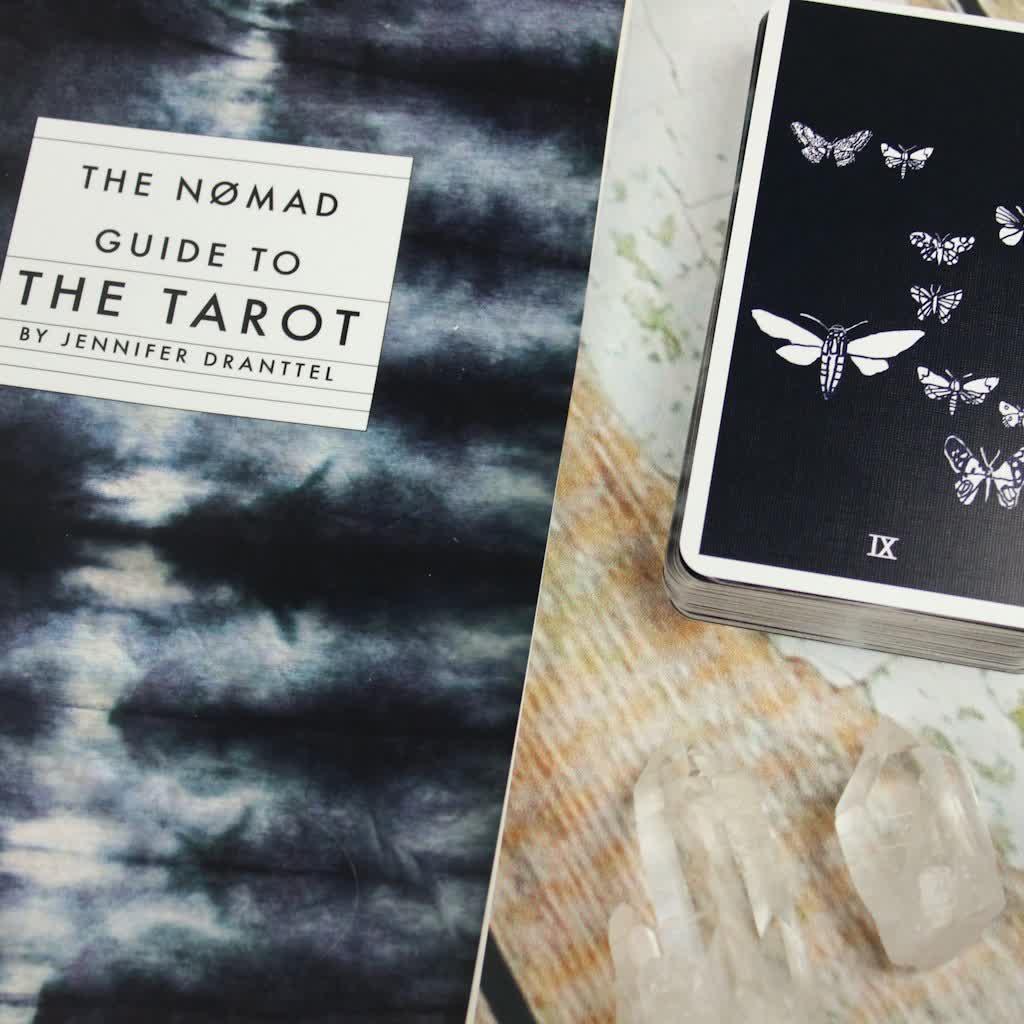 THE NØMAD
GUIDE TO
THE TAROT
BY JENNIFER DRANTTEL
IX